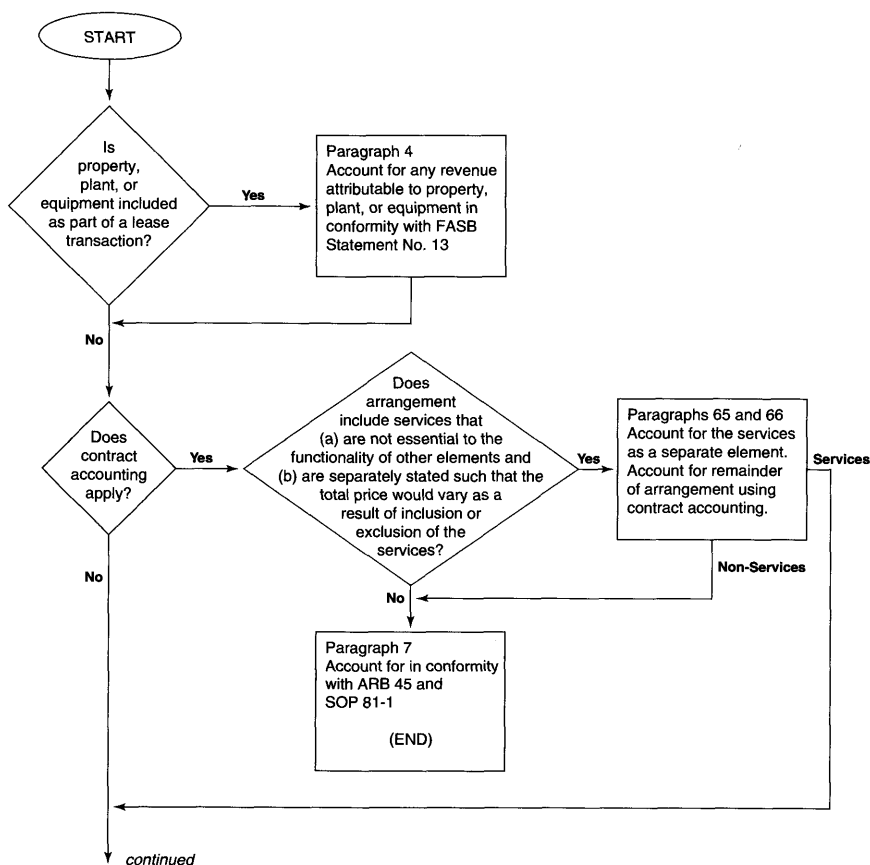 START
Is
property,
plant, or
equipment included
as part of a lease
transaction?
Yes
Paragraph 4
Account for any revenue
attributable to property,
plant, or equipment in
conformity with FASB
Statement No. 13
No
Does
contract
accounting
apply?
Yes
Does
arrangement
include services that
(a) are not essential to the
functionality of other elements and
(b) are separately stated such that the
total price would vary as a
result of inclusion or
exclusion of the
services?
Yes
Paragraphs 65 and 66
Account for the services
as a separate element.
Account for remainder
of arrangement using
contract accounting.
Services
Non-Services
No
No
Paragraph 7
Account for in conformity
with ARB 45 and
SOP 81-1
(END)
continued